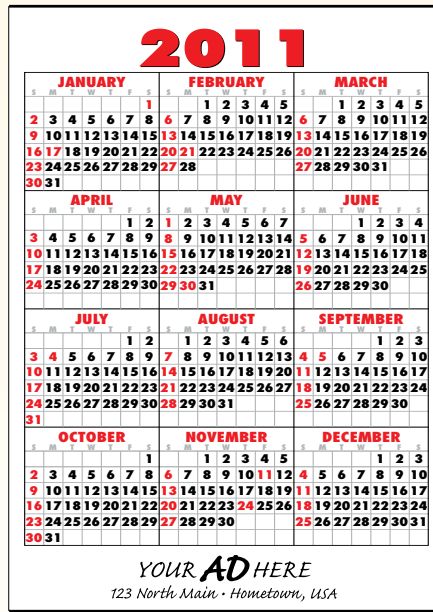 2011
JANUARY FEBRUARY MARCH
S M T W T F S S M T W T F S S M T W T F S
1 1 2 3 4 5 1 2 3 4 5
2 3 4 5 6 7 8 6 7 8 9 10 11 12 6 7 8 9 10 11 12
9 10 11 12 13 14 15 13 14 15 16 17 18 19 13 14 15 16 17 18 19
16 17 18 19 20 21 22 20 21 22 23 24 25 26 20 21 22 23 24 25 26
23 24 25 26 27 28 29 27 28 27 28 29 30 31
30 31
APRIL MAY JUNE
S M T W T F S S M T W T F S S M T W T F S
1 2 1 2 3 4 5 6 7 1 2 3 4
3 4 5 6 7 8 9 8 9 10 11 12 13 14 5 6 7 8 9 10 11
10 11 12 13 14 15 16 15 16 17 18 19 20 21 12 13 14 15 16 17 18
17 18 19 20 21 22 23 22 23 24 25 26 27 28 19 20 21 22 23 24 25
24 25 26 27 28 29 30 29 30 31 26 27 28 29 30
JULY AUGUST SEPTEMBER
S M T W T F S S M T W T F S S M T W T F S
1 2 1 2 3 4 5 6 1 2 3
3 4 5 6 7 8 9 7 8 9 10 11 12 13 4 5 6 7 8 9 10
10 11 12 13 14 15 16 14 15 16 17 18 19 20 11 12 13 14 15 16 17
17 18 19 20 21 22 23 21 22 23 24 25 26 27 18 19 20 21 22 23 24
24 25 26 27 28 29 30 28 29 30 31 25 26 27 28 29 30
31
OCTOBER NOVEMBER DECEMBER
S M T W T F S S M T W T F S S M T W T F S
1 1 2 3 4 5 1 2 3
2 3 4 5 6 7 8 6 7 8 9 10 11 12 4 5 6 7 8 9 10
9 10 11 12 13 14 15 13 14 15 16 17 18 19 11 12 13 14 15 16 17
16 17 18 19 20 21 22 20 21 22 23 24 25 26 18 19 20 21 22 23 24
23 24 25 26 27 28 29 27 28 29 30 25 26 27 28 29 30 31
30 31
YOUR AD HERE
123 North Main • Hometown, USA